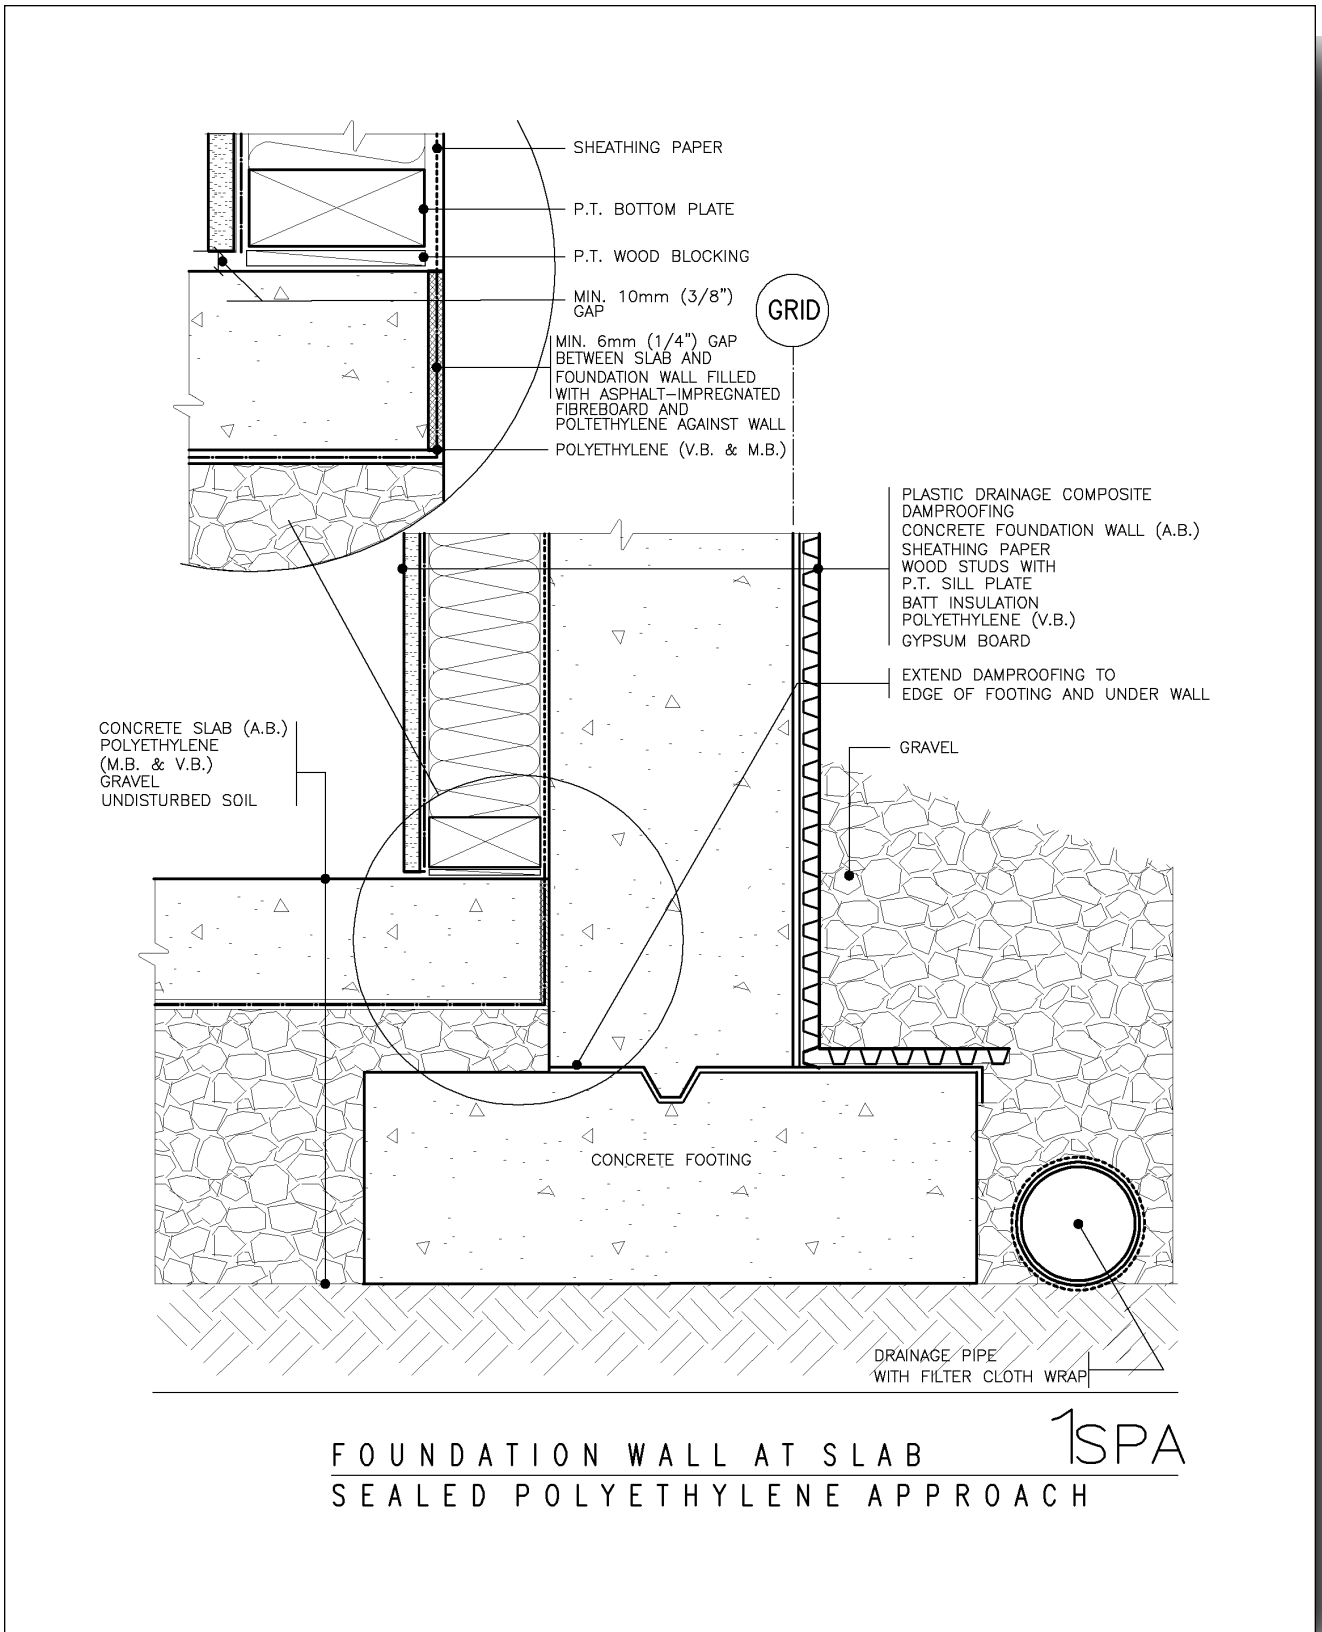 SHEATHING PAPER
P.T. BOTTOM PLATE
P.T. WOOD BLOCKING
MIN. 10mm (3/8")
GAP
GRID
MIN. 6mm (1/4") GAP
BETWEEN SLAB AND
FOUNDATION WALL FILLED
WITH ASPHALT-IMPREGNATED
FIBREBOARD AND
POLTETHYLENE AGAINST WALL
POLYETHYLENE (V.B. & M.B.)
PLASTIC DRAINAGE COMPOSITE
DAMPROOFING
CONCRETE FOUNDATION WALL (A.B.)
SHEATHING PAPER
WOOD STUDS WITH
P.T. SILL PLATE
BATT INSULATION
POLYETHYLENE (V.B.)
GYPSUM BOARD
EXTEND DAMPROOFING TO
EDGE OF FOOTING AND UNDER WALL
CONCRETE SLAB (A.B.)
POLYETHYLENE
(M.B. & V.B.)
GRAVEL
UNDISTURBED SOIL
GRAVEL
CONCRETE FOOTING
DRAINAGE PIPE
WITH FILTER CLOTH WRAP
FOUNDATION WALL AT SLAB
1SPA
SEALED POLYETHYLENE APPROACH